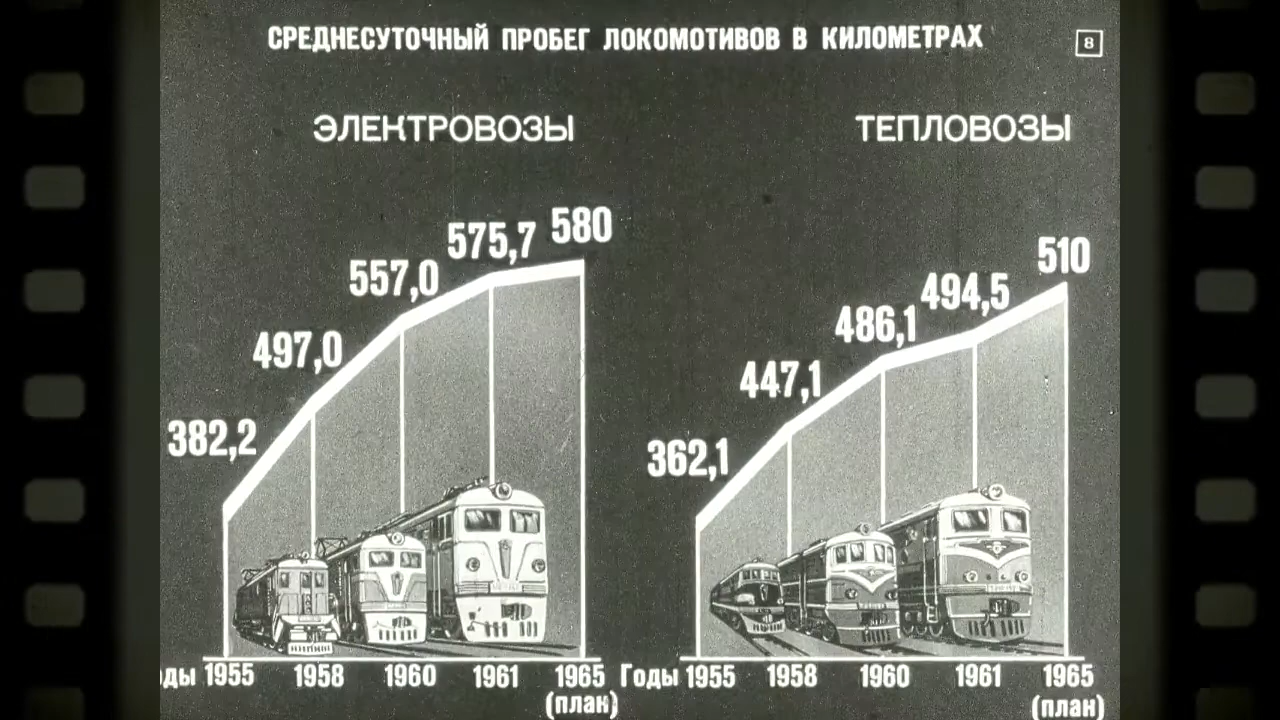 СРЕДНЕСУТОЧНЫЙ ПРОБЕГ ЛОКОМОТИВОВ В КИЛОМЕТРАХ
8
ЭЛЕКТРОВОЗЫ
382,2
497,0
557,0
575,7
580
оды 1955 1958 1960 1961 1965
(план)
ТЕПЛОВОЗЫ
362,1
447,1
486,1
494,5
510
Годы 1955 1958 1960 1961 1965
(план)